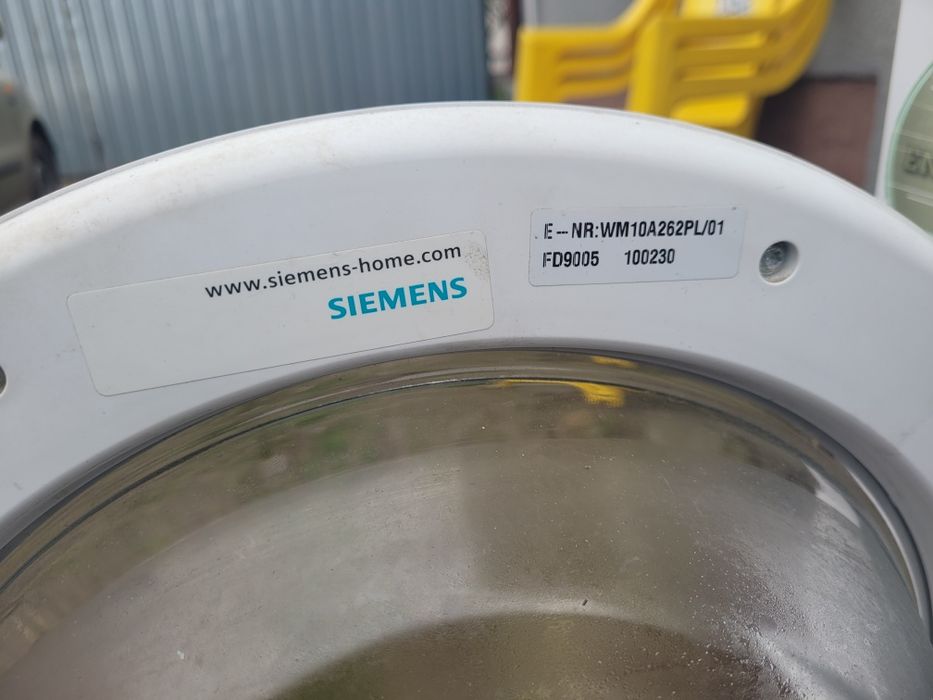 www.siemens-home.com
SIEMENS
E-NR:WM10A262PL/01
FD9005 100230